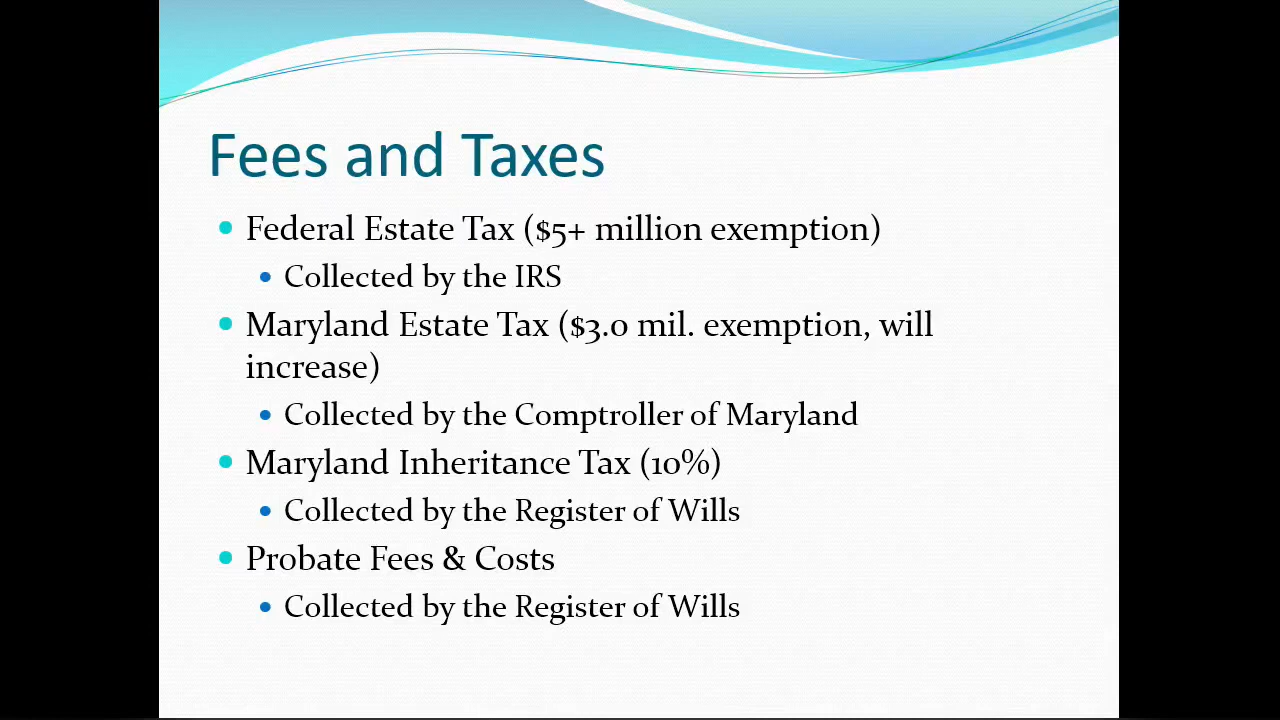 Fees and Taxes
• Federal Estate Tax ($5+ million exemption)
• Collected by the IRS
• Maryland Estate Tax ($3.0 mil. exemption, will
increase)
• Collected by the Comptroller of Maryland
• Maryland Inheritance Tax (10%)
• Collected by the Register of Wills
• Probate Fees & Costs
• Collected by the Register of Wills